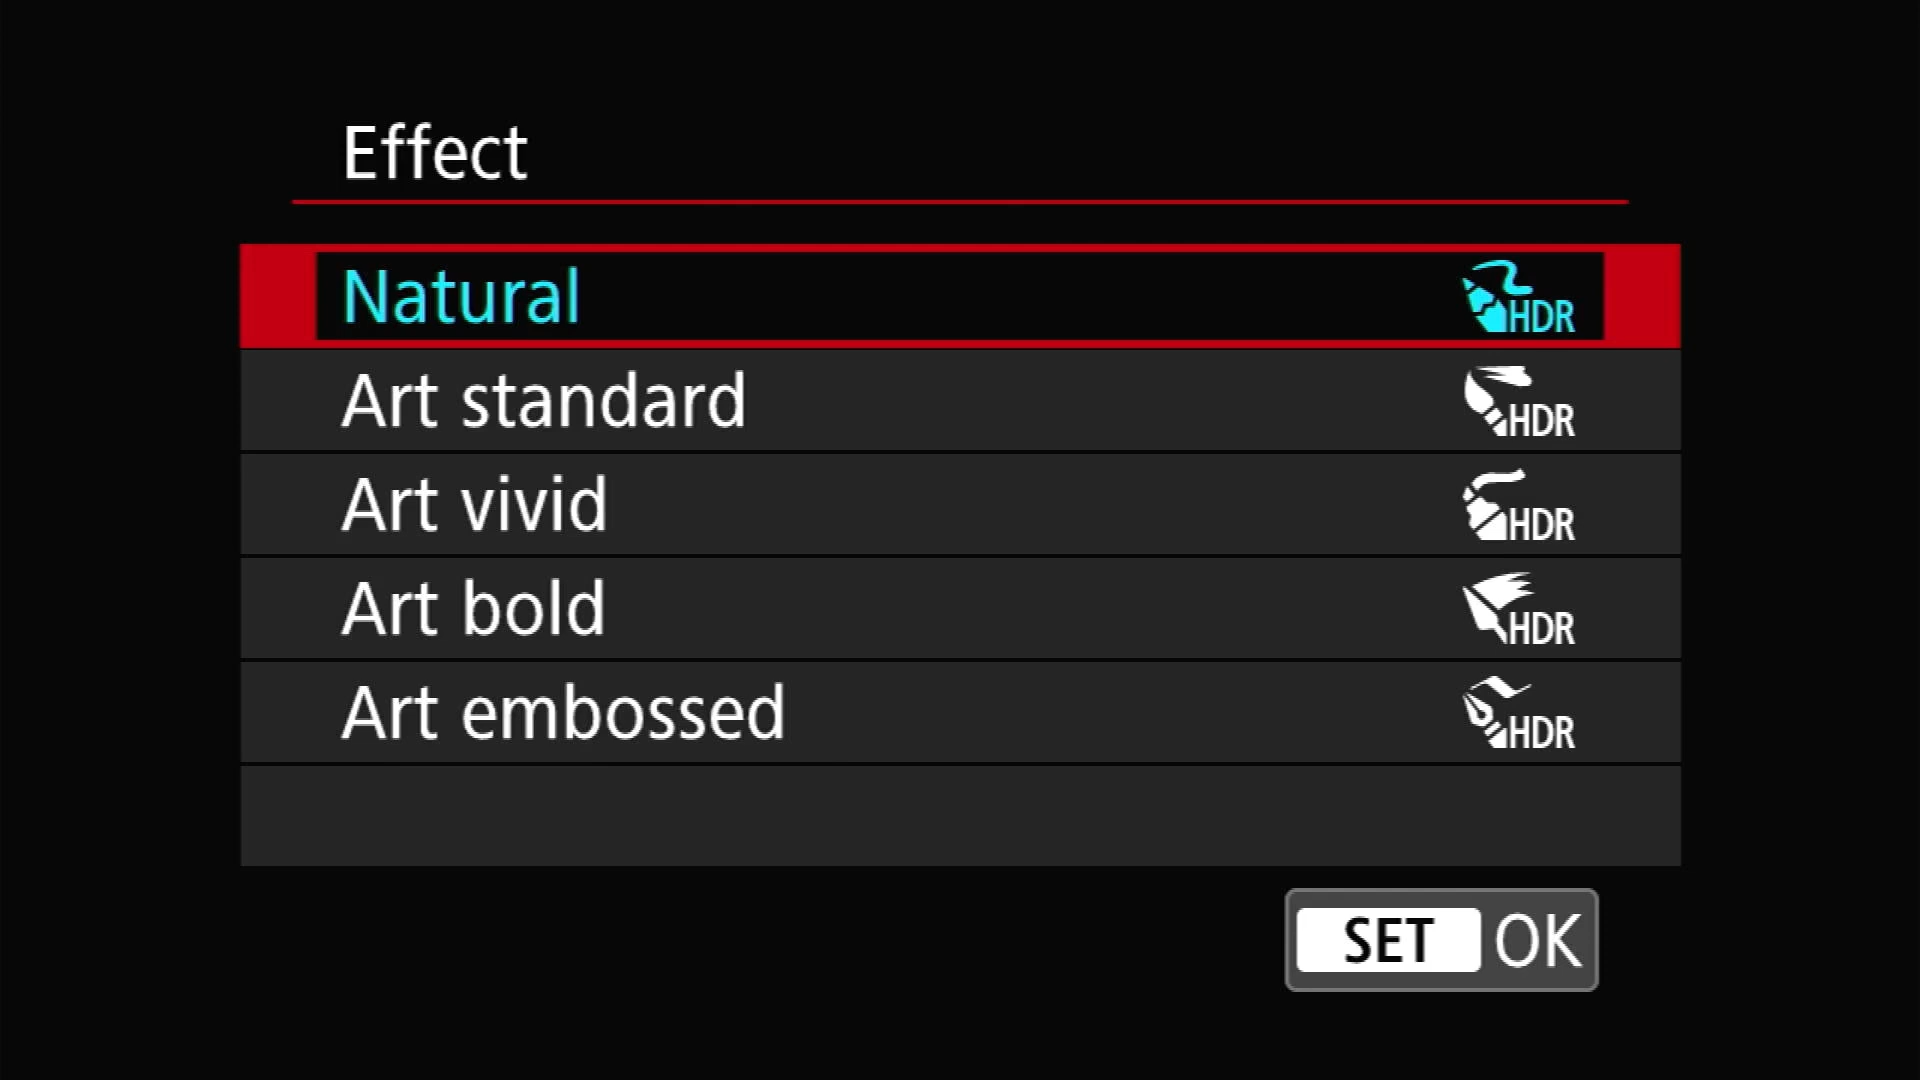 Effect
Natural HDR
Art standard HDR
Art vivid HDR
Art bold HDR
Art embossed HDR
SET OK